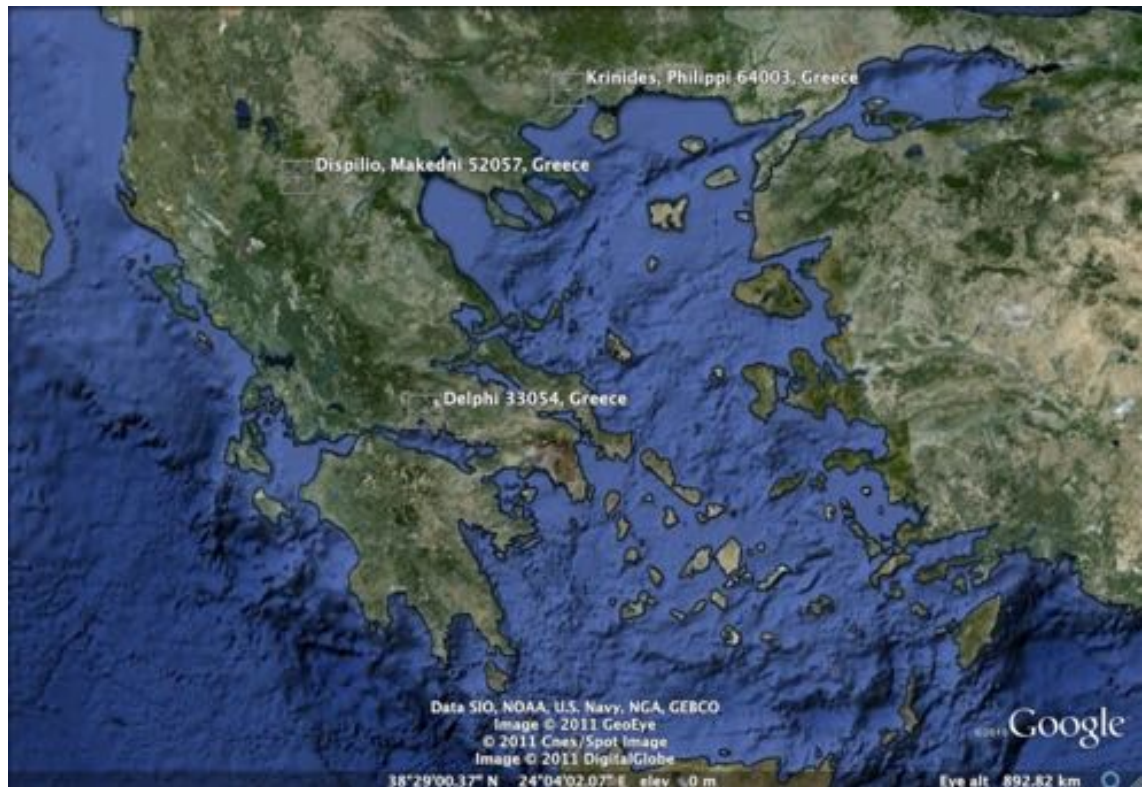 Krinides, Philippi 64003, Greece
Dispilio, Makedni 52057, Greece
Delphi 33054, Greece
Data SIO, NOAA, U.S. Navy, NGA, GEBCO
Image © 2011 GeoEye
© 2011 Cnes/Spot Image
Image © 2011 DigitalGlobe
Google
38°29'00.37" N 24°04'02.07" E elev 0 m
Eye alt 892.82 km